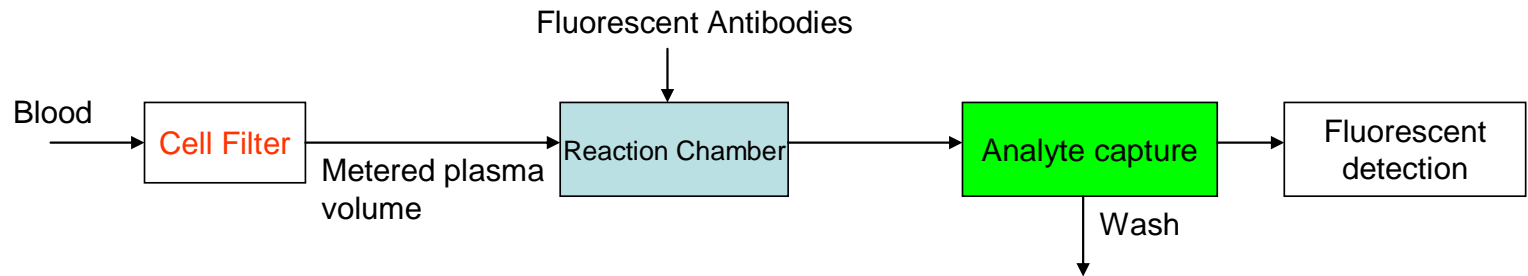 Fluorescent Antibodies
Blood
Cell Filter
Metered plasma
volume
Reaction Chamber
Analyte capture
Wash
Fluorescent
detection